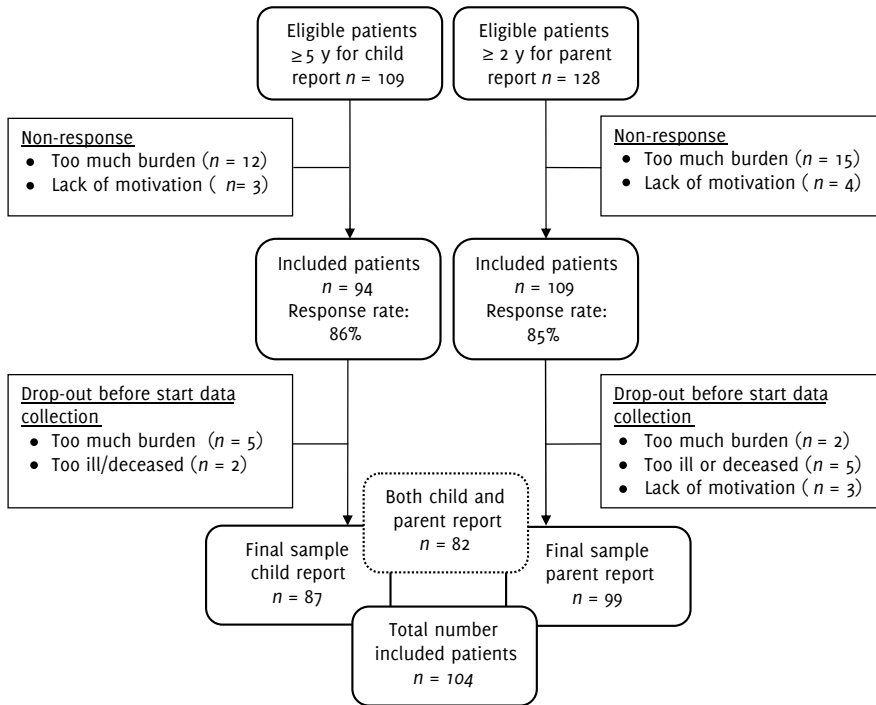 Eligible patients
≥ 5 y for child
report n = 109
Eligible patients
≥ 2 y for parent
report n = 128
Non-response
● Too much burden (n = 12)
● Lack of motivation ( n= 3)
Non-response
● Too much burden (n = 15)
● Lack of motivation ( n = 4)
Included patients
n = 94
Response rate:
86%
Included patients
n = 109
Response rate:
85%
Drop-out before start data
collection
● Too much burden (n = 5)
● Too ill/deceased (n = 2)
Drop-out before start data
collection
● Too much burden (n = 2)
● Too ill or deceased (n = 5)
● Lack of motivation ( n = 3)
Both child and
parent report
n = 82
Final sample
child report
n = 87
Final sample
parent report
n = 99
Total number
included patients
n = 104